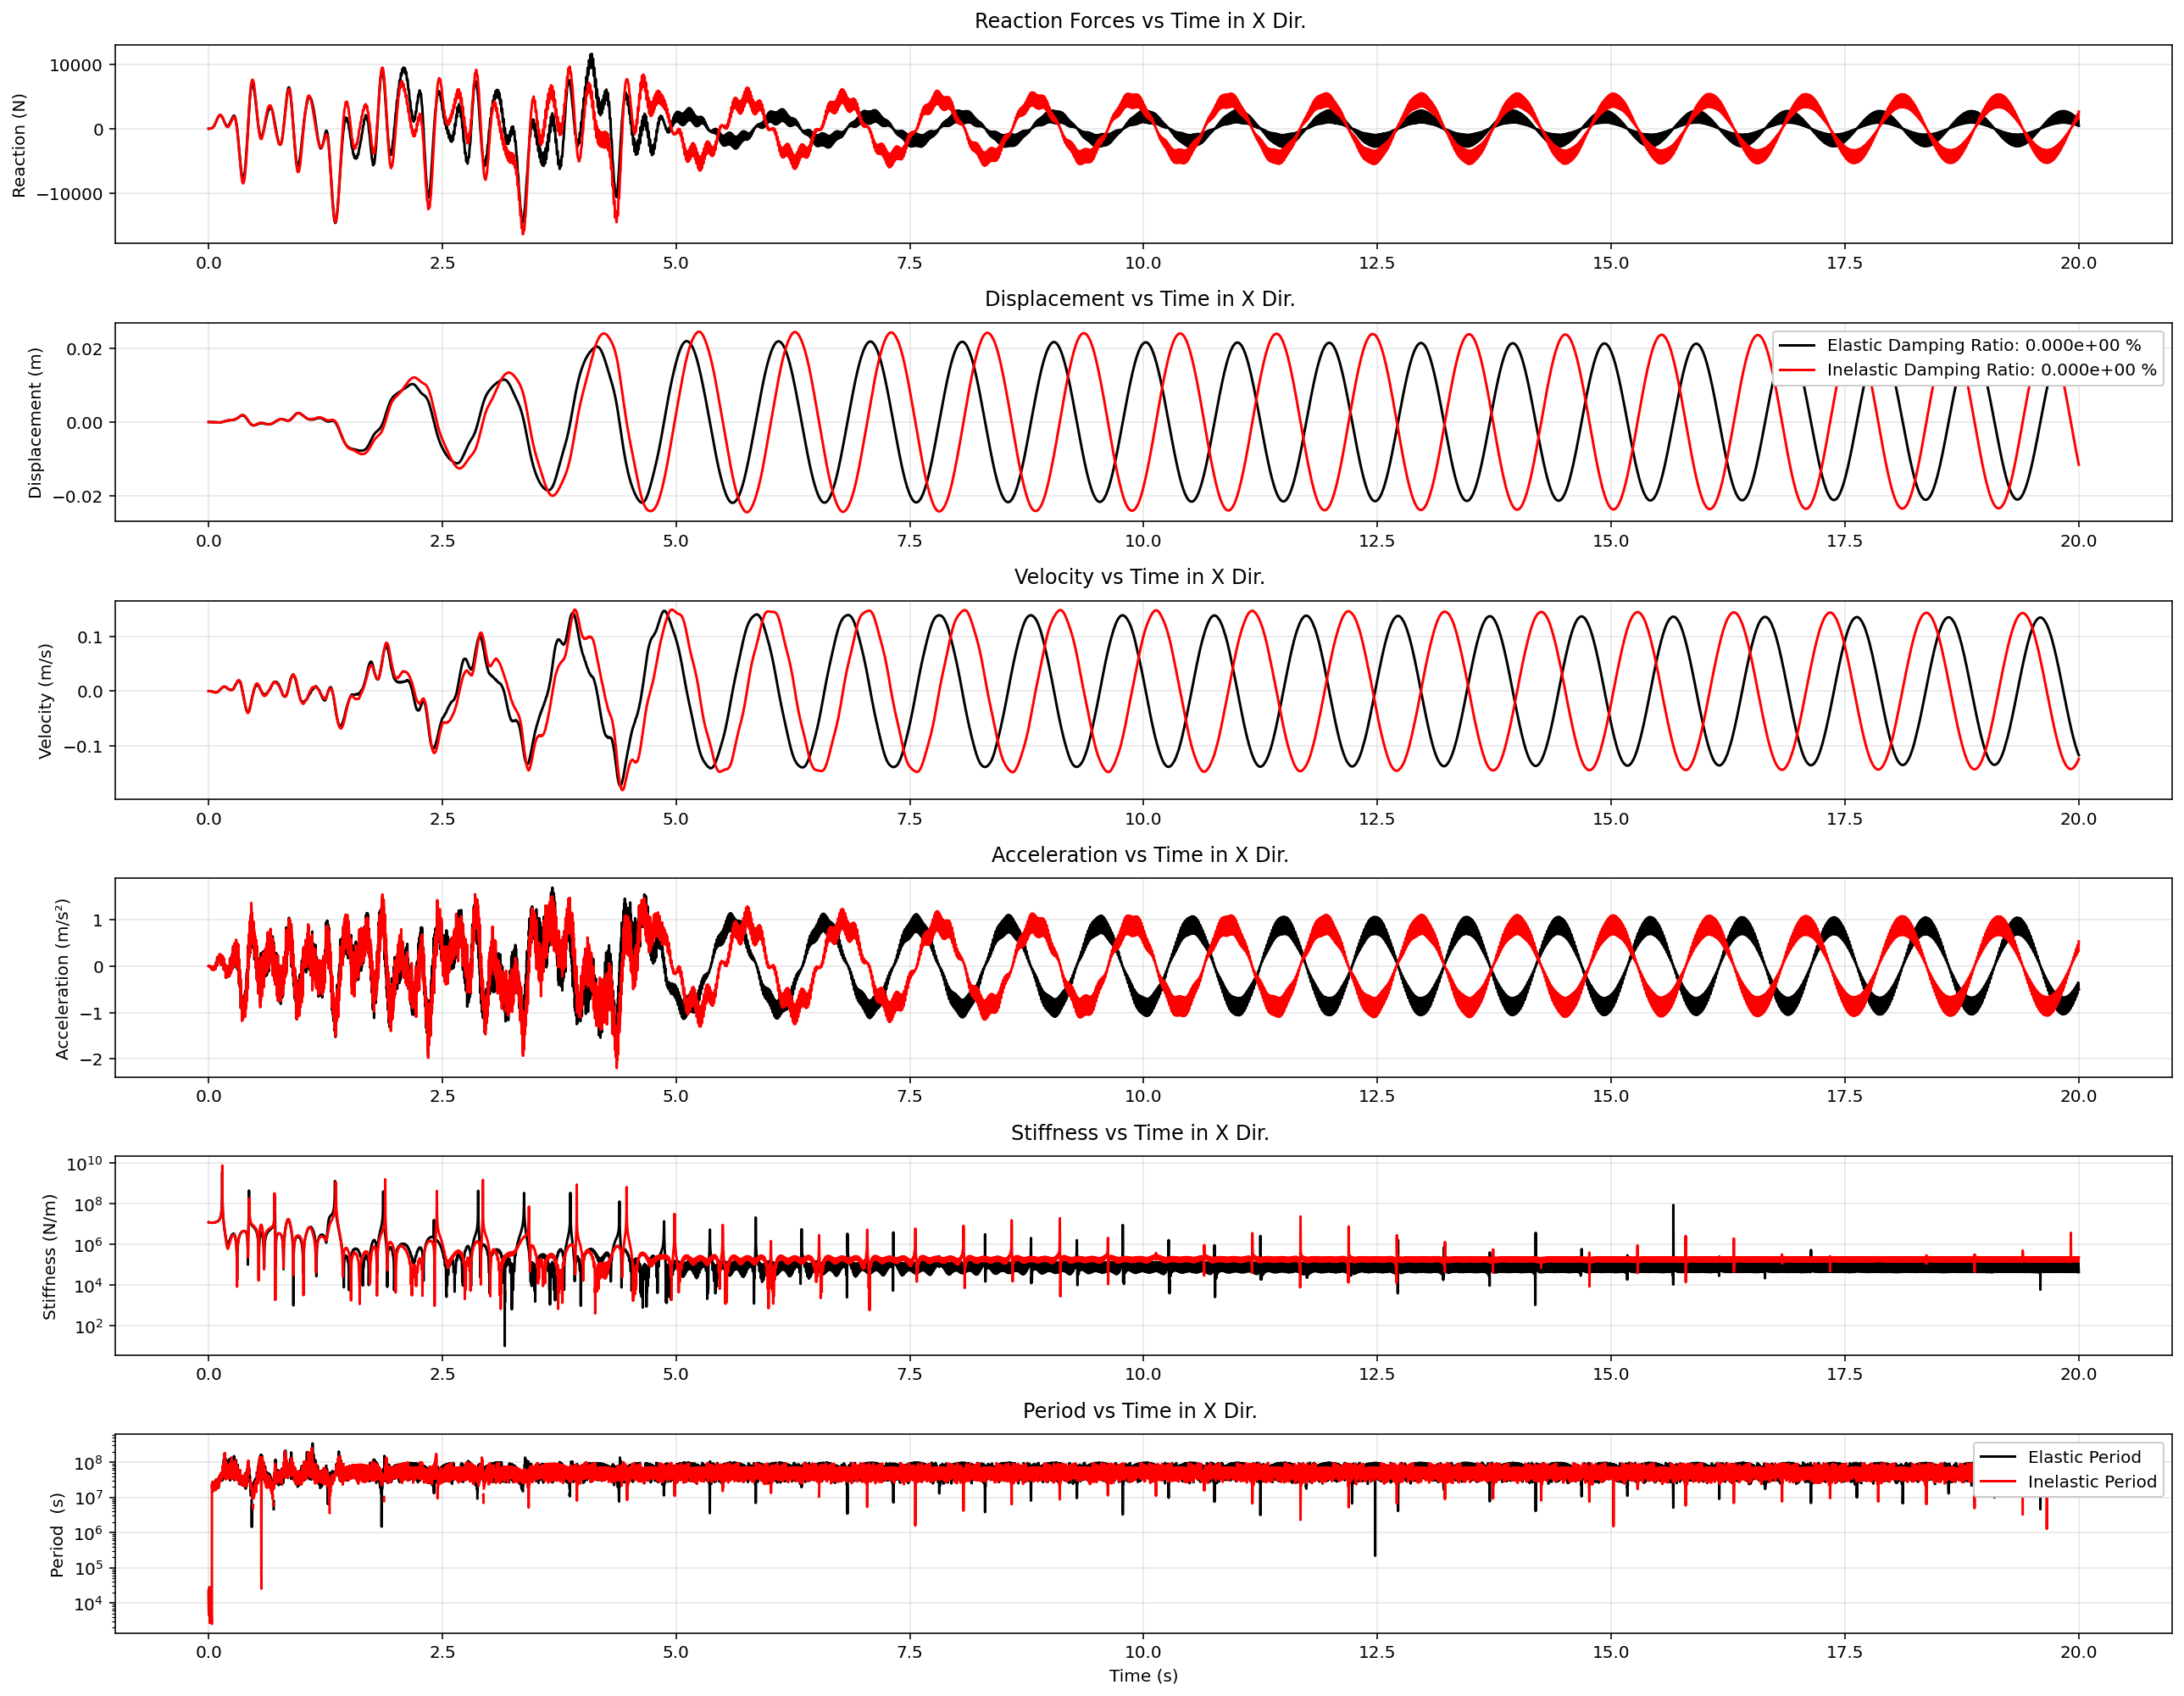 Reaction Forces vs Time in X Dir.
Reaction (N)
10000
0
−10000
0.0 2.5 5.0 7.5 10.0 12.5 15.0 17.5 20.0
Displacement vs Time in X Dir.
Displacement (m)
0.02
0.00
−0.02
Elastic Damping Ratio: 0.000e+00 %
Inelastic Damping Ratio: 0.000e+00 %
0.0 2.5 5.0 7.5 10.0 12.5 15.0 17.5 20.0
Velocity vs Time in X Dir.
Velocity (m/s)
0.1
0.0
−0.1
0.0 2.5 5.0 7.5 10.0 12.5 15.0 17.5 20.0
Acceleration vs Time in X Dir.
Acceleration (m/s²)
1
0
−1
−2
0.0 2.5 5.0 7.5 10.0 12.5 15.0 17.5 20.0
Stiffness vs Time in X Dir.
Stiffness (N/m)
10¹⁰
10⁸
10⁶
10⁴
10²
0.0 2.5 5.0 7.5 10.0 12.5 15.0 17.5 20.0
Period vs Time in X Dir.
Period  (s)
10⁸
10⁷
10⁶
10⁵
10⁴
Elastic Period
Inelastic Period
0.0 2.5 5.0 7.5 10.0 12.5 15.0 17.5 20.0
Time (s)